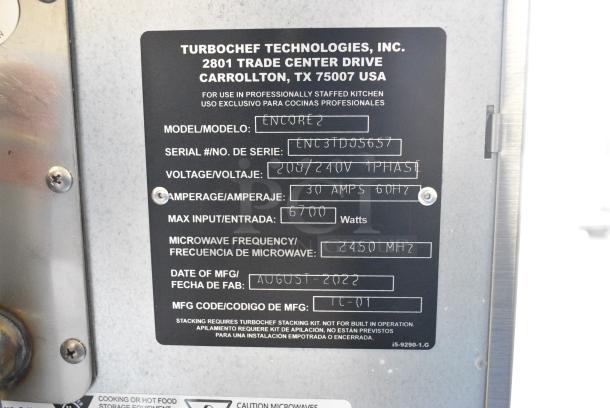 TURBOCHEF TECHNOLOGIES, INC.
2801 TRADE CENTER DRIVE
CARROLLTON, TX 75007 USA
FOR USE IN PROFESSIONALLY STAFFED KITCHEN
USO EXCLUSIVO PARA COCINAS PROFESIONALES
MODEL/MODELO: ENCORE2
SERIAL #/NO. DE SERIE: ENC3TD05657
VOLTAGE/VOLTAJE: 208/240V 1PHASE
AMPERAGE/AMPERAJE: 30 AMPS 60HZ
MAX INPUT/ENTRADA: 6700 Watts
MICROWAVE FREQUENCY/
FRECUENCIA DE MICROWAVE: 2450 MHZ
DATE OF MFG/
FECHA DE FAB: AUGUST-2022
MFG CODE/CODIGO DE MFG: TC-01
STACKING REQUIRES TURBOCHEF STACKING KIT. NOT FOR BUILT IN OPERATION.
APILAMIENTO REQUIERE KIT DE APILACION. NO ESTÁN PREVISTOS
PARA UNA INSTALACIÓN EMPOTRADA O ENCERRADA.
i5-9290-1.G
COOKING OR HOT FOOD
STORAGE EQUIPMENT
CAUTION MICROWAVES